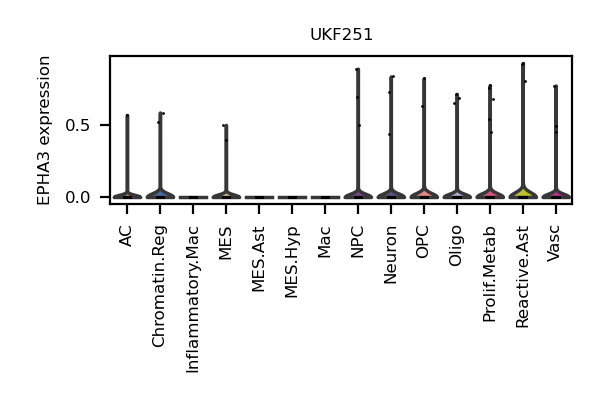 UKF251
EPHA3 expression
0.5
0.0
AC
Chromatin.Reg
Inflammatory.Mac
MES
MES.Ast
MES.Hyp
Mac
NPC
Neuron
OPC
Oligo
Prolif.Metab
Reactive.Ast
Vasc